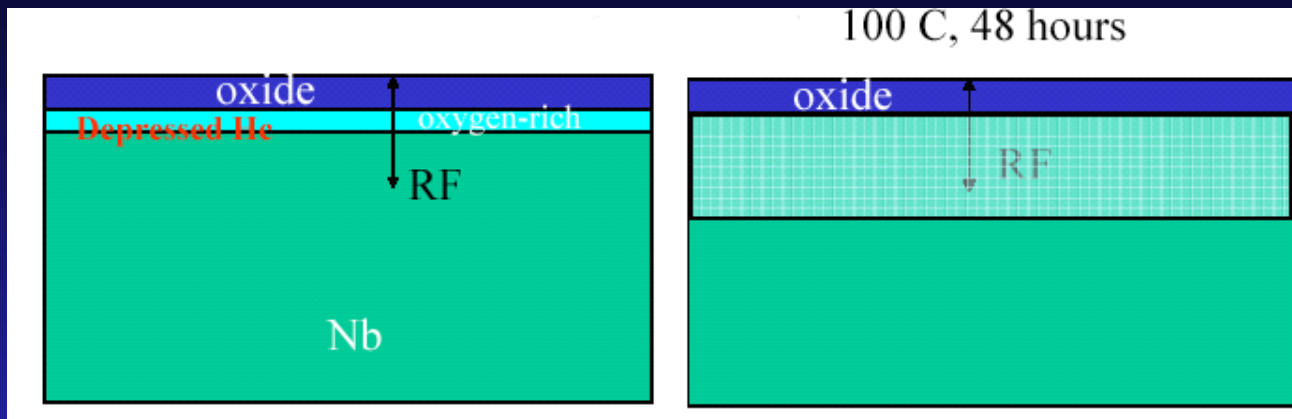 100 C, 48 hours
oxide
oxygen-rich
Depressed Hc
RF
Nb
oxide
RF